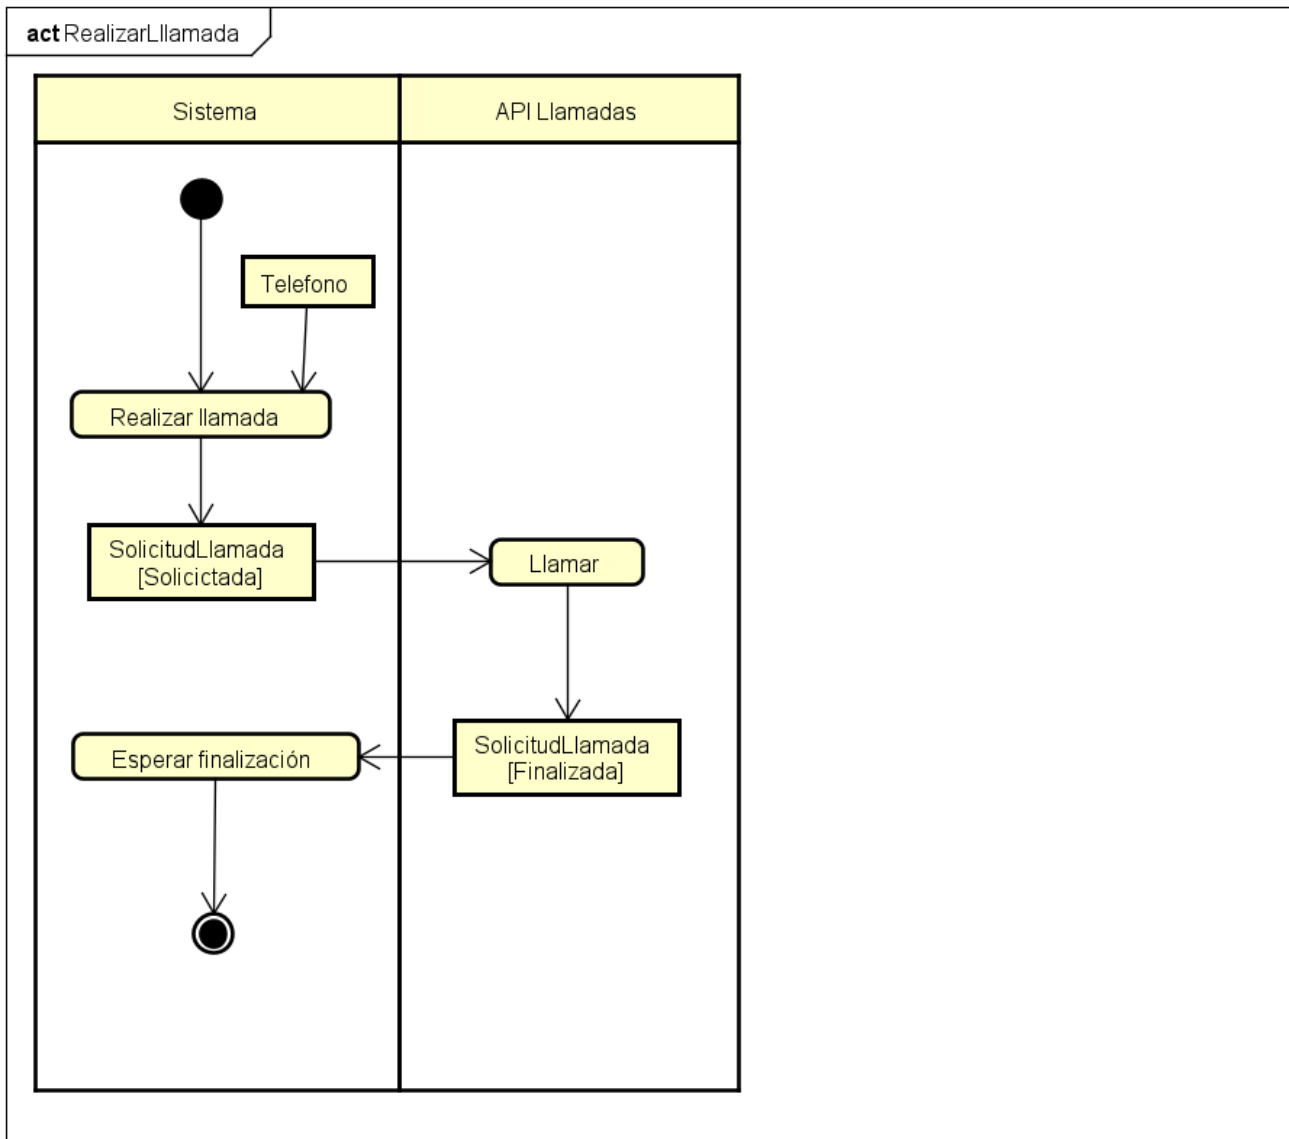 act RealizarLllamada
Sistema
API Llamadas
Telefono
Realizar llamada
SolicitudLlamada
[Solicictada]
Llamar
Esperar finalización
SolicitudLlamada
[Finalizada]